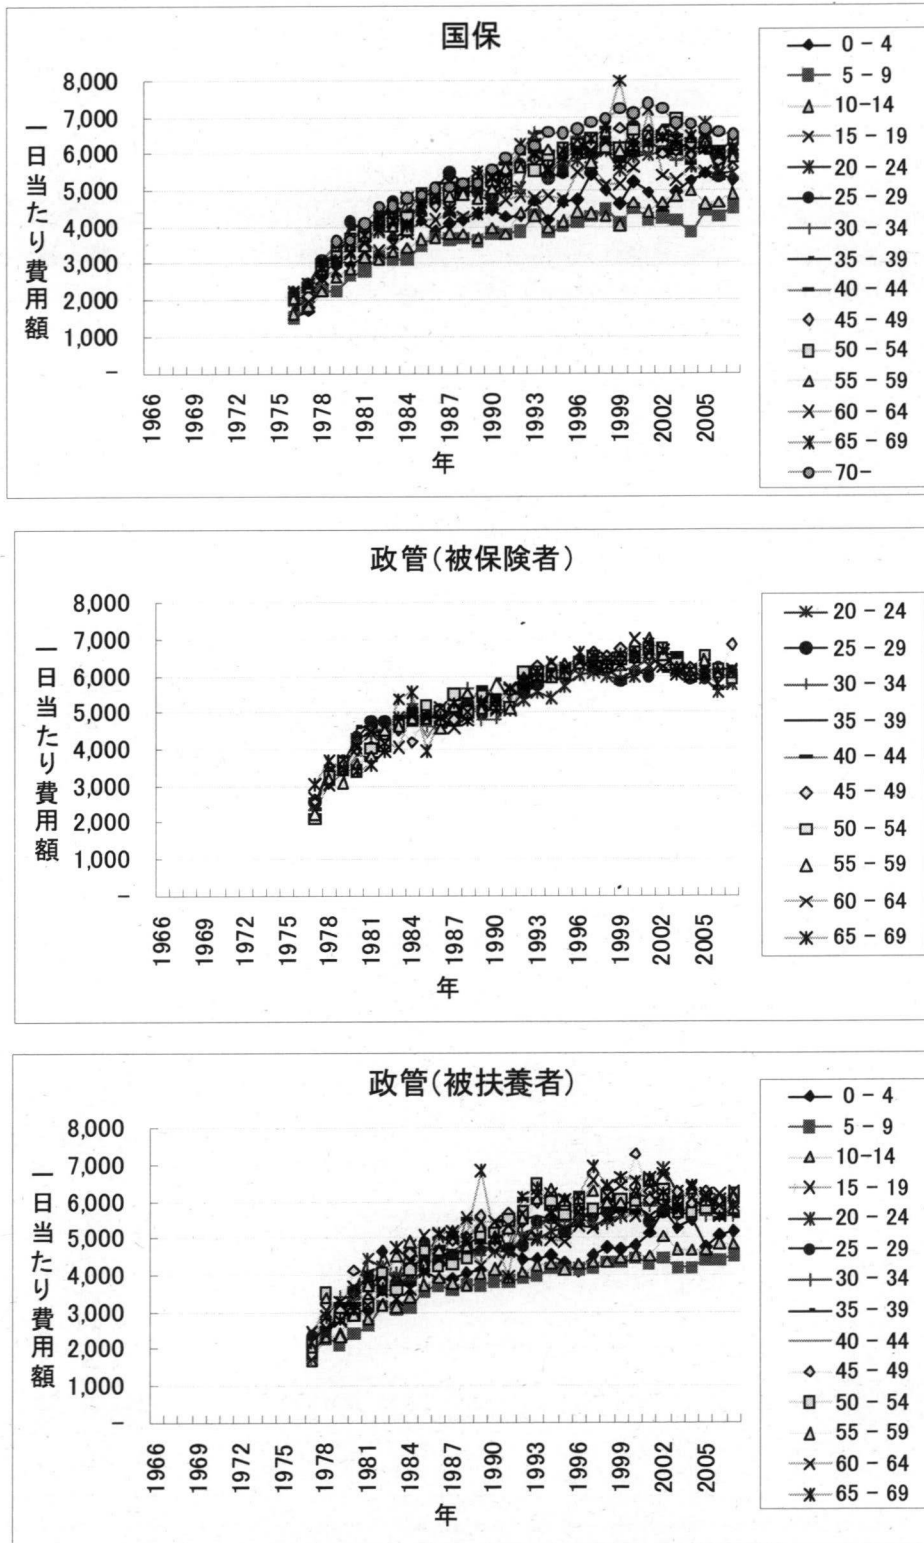 国保
一日当たり費用額
8,000
7,000
6,000
5,000
4,000
3,000
2,000
1,000
-
1966
1969
1972
1975
1978
1981
1984
1987
1990
1993
1996
1999
2002
2005
年
0 - 4
5 - 9
10-14
15 - 19
20 - 24
25 - 29
30 - 34
35 - 39
40 - 44
45 - 49
50 - 54
55 - 59
60 - 64
65 - 69
70-
政管(被保険者)
一日当たり費用額
8,000
7,000
6,000
5,000
4,000
3,000
2,000
1,000
-
1966
1969
1972
1975
1978
1981
1984
1987
1990
1993
1996
1999
2002
2005
年
20 - 24
25 - 29
30 - 34
35 - 39
40 - 44
45 - 49
50 - 54
55 - 59
60 - 64
65 - 69
政管(被扶養者)
一日当たり費用額
8,000
7,000
6,000
5,000
4,000
3,000
2,000
1,000
-
1966
1969
1972
1975
1978
1981
1984
1987
1990
1993
1996
1999
2002
2005
年
0 - 4
5 - 9
10-14
15 - 19
20 - 24
25 - 29
30 - 34
35 - 39
40 - 44
45 - 49
50 - 54
55 - 59
60 - 64
65 - 69